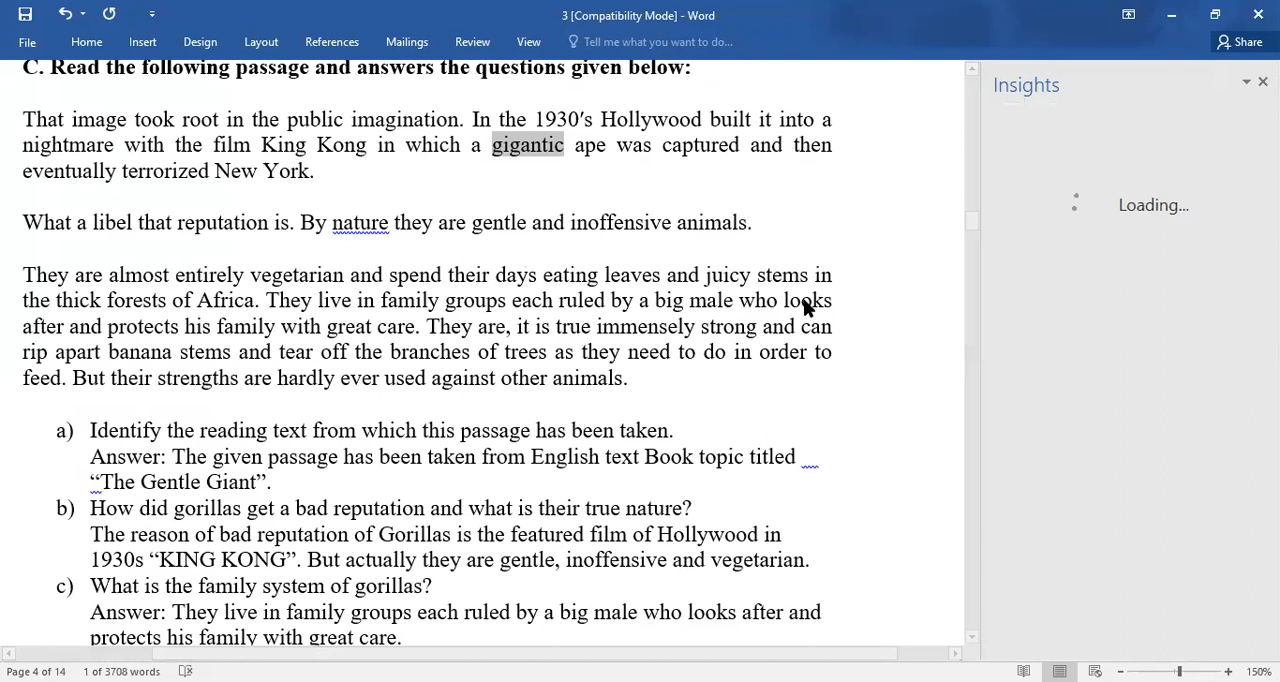 3 [Compatibility Mode] - Word
File Home Insert Design Layout References Mailings Review View Tell me what you want to do... Share
C. Read the following passage and answers the questions given below:
Insights
That image took root in the public imagination. In the 1930's Hollywood built it into a
nightmare with the film King Kong in which a gigantic ape was captured and then
eventually terrorized New York.
Loading...
What a libel that reputation is. By nature they are gentle and inoffensive animals.
They are almost entirely vegetarian and spend their days eating leaves and juicy stems in
the thick forests of Africa. They live in family groups each ruled by a big male who looks
after and protects his family with great care. They are, it is true immensely strong and can
rip apart banana stems and tear off the branches of trees as they need to do in order to
feed. But their strengths are hardly ever used against other animals.
a) Identify the reading text from which this passage has been taken.
Answer: The given passage has been taken from English text Book topic titled
“The Gentle Giant”.
b) How did gorillas get a bad reputation and what is their true nature?
The reason of bad reputation of Gorillas is the featured film of Hollywood in
1930s “KING KONG”. But actually they are gentle, inoffensive and vegetarian.
c) What is the family system of gorillas?
Answer: They live in family groups each ruled by a big male who looks after and
protects his family with great care.
Page 4 of 14 1 of 3708 words 150%